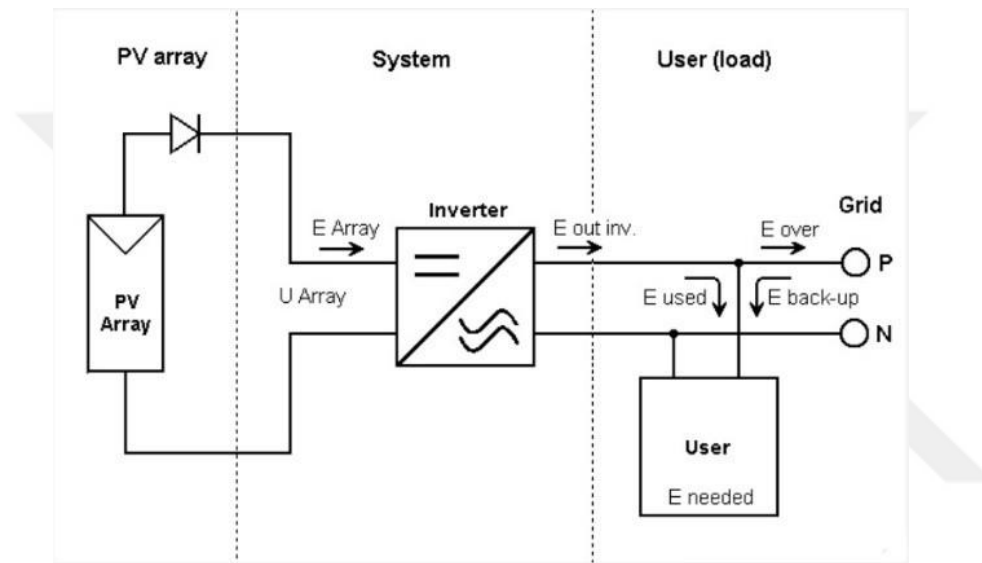 PV array
System
User (load)
Grid
Inverter
E Array
E out inv.
E over
P
U Array
E used
E back-up
PV
Array
N
User
E needed